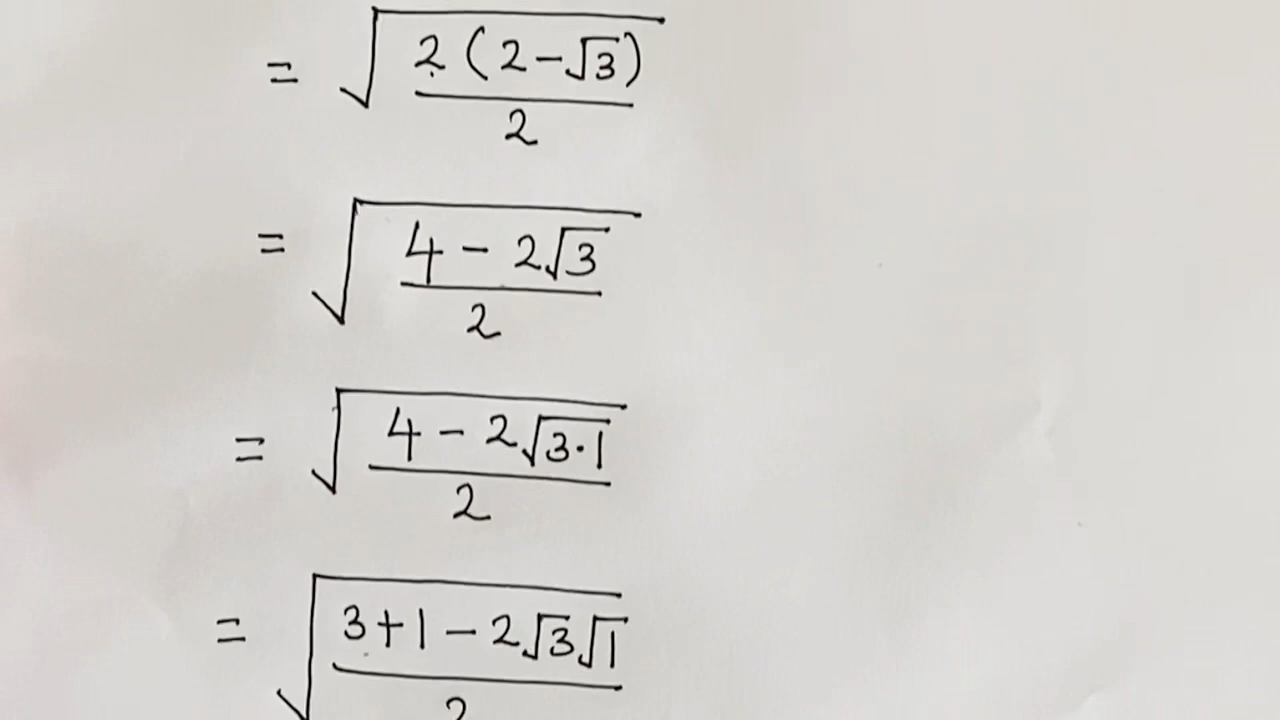 = √(2(2-√3)/2)
= √(4-2√3/2)
= √(4-2√3·1/2)
= √(3+1-2√3√1/2)